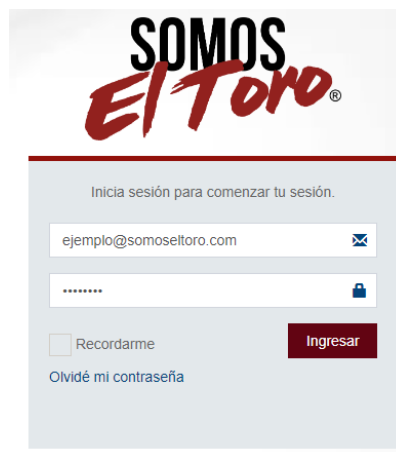 SOMOS
El Toro®
Inicia sesión para comenzar tu sesión.
ejemplo@somoseltoro.com
••••••••
Recordarme
Ingresar
Olvidé mi contraseña